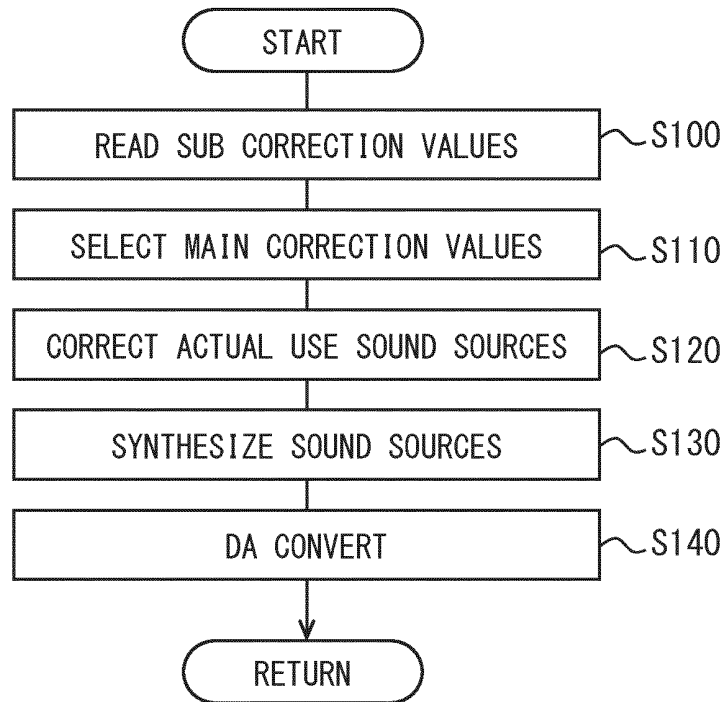 START
READ SUB CORRECTION VALUES S100
SELECT MAIN CORRECTION VALUES S110
CORRECT ACTUAL USE SOUND SOURCES S120
SYNTHESIZE SOUND SOURCES S130
DA CONVERT S140
RETURN